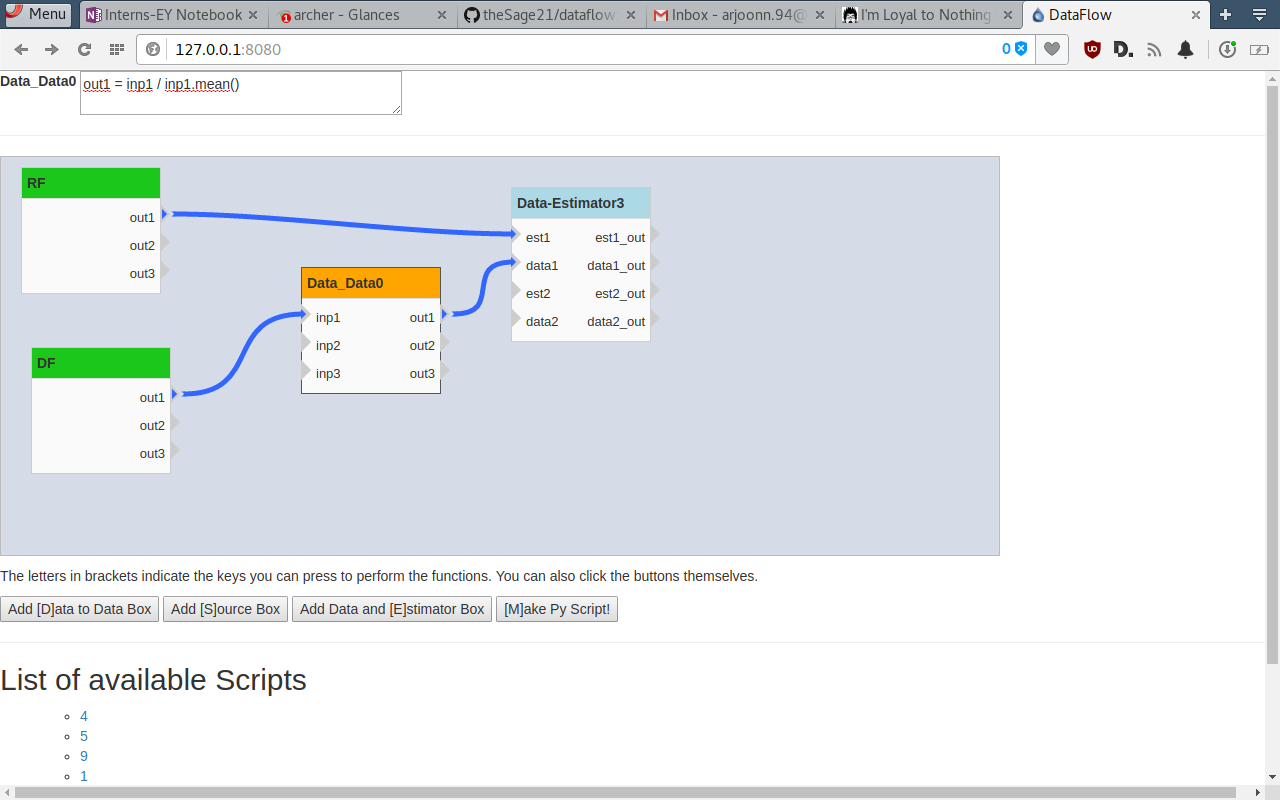 Menu Interns-EY Notebook archer - Glances theSage21/dataflow Inbox - arjoonn.94@ I'm Loyal to Nothing DataFlow
127.0.0.1:8080 0 D.
Data_Data0 out1 = inp1 / inp1.mean()
RF
out1
out2
out3
Data-Estimator3
est1 est1_out
data1 data1_out
est2 est2_out
data2 data2_out
Data_Data0
inp1 out1
inp2 out2
inp3 out3
DF
out1
out2
out3
The letters in brackets indicate the keys you can press to perform the functions. You can also click the buttons themselves.
Add [D]ata to Data Box Add [S]ource Box Add Data and [E]stimator Box [M]ake Py Script!
List of available Scripts
4
5
9
1